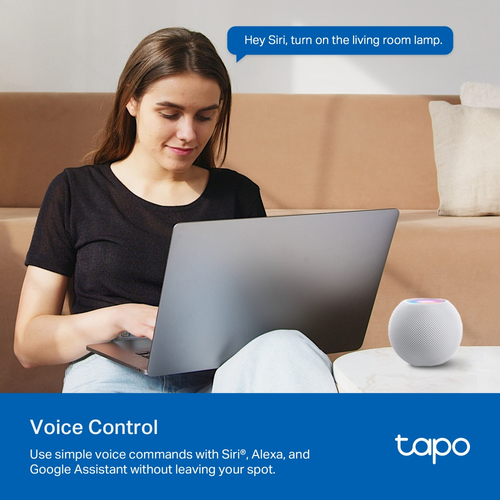 Hey Siri, turn on the living room lamp.
Voice Control
Use simple voice commands with Siri®, Alexa, and
Google Assistant without leaving your spot.
tapo